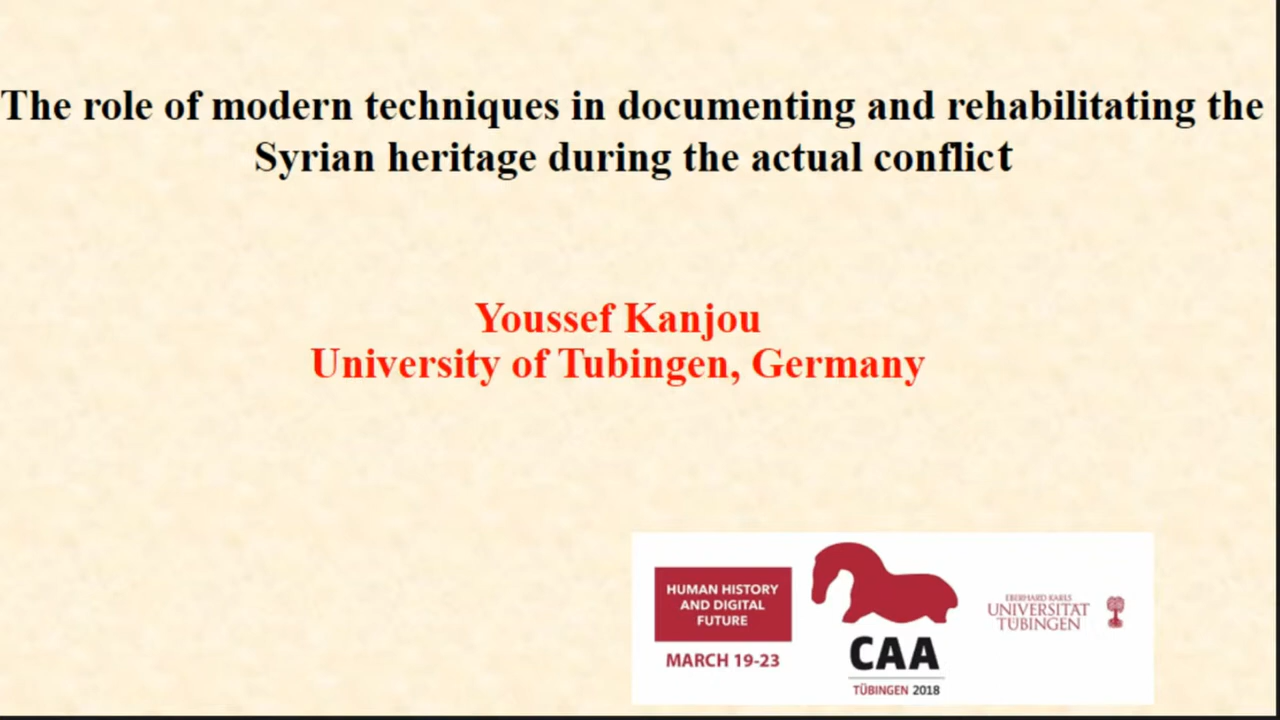 The role of modern techniques in documenting and rehabilitating the
Syrian heritage during the actual conflict
Youssef Kanjou
University of Tubingen, Germany
HUMAN HISTORY
AND DIGITAL
FUTURE
MARCH 19-23
CAA
TÜBINGEN 2018
EBERHARD KARLS
UNIVERSITÄT
TÜBINGEN